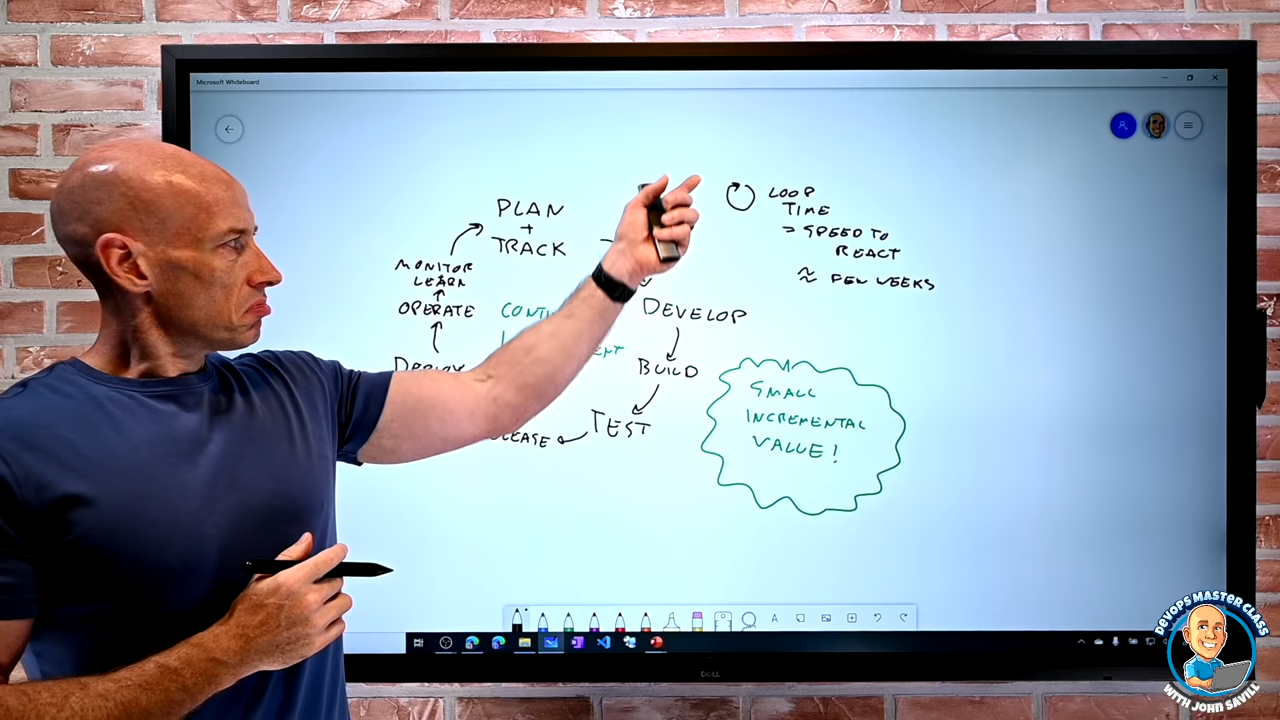 Microsoft Whiteboard
PLAN
+
TRACK
LOOP
TIME
= SPEED TO
REACT
≈ FEW WEEKS
MONITOR
LEARN
OPERATE
DEVELOP
BUILD
TEST
SMALL
INCREMENTAL
VALUE!
DELL
DEVOPS MASTER CLASS
WITH JOHN SAVILL